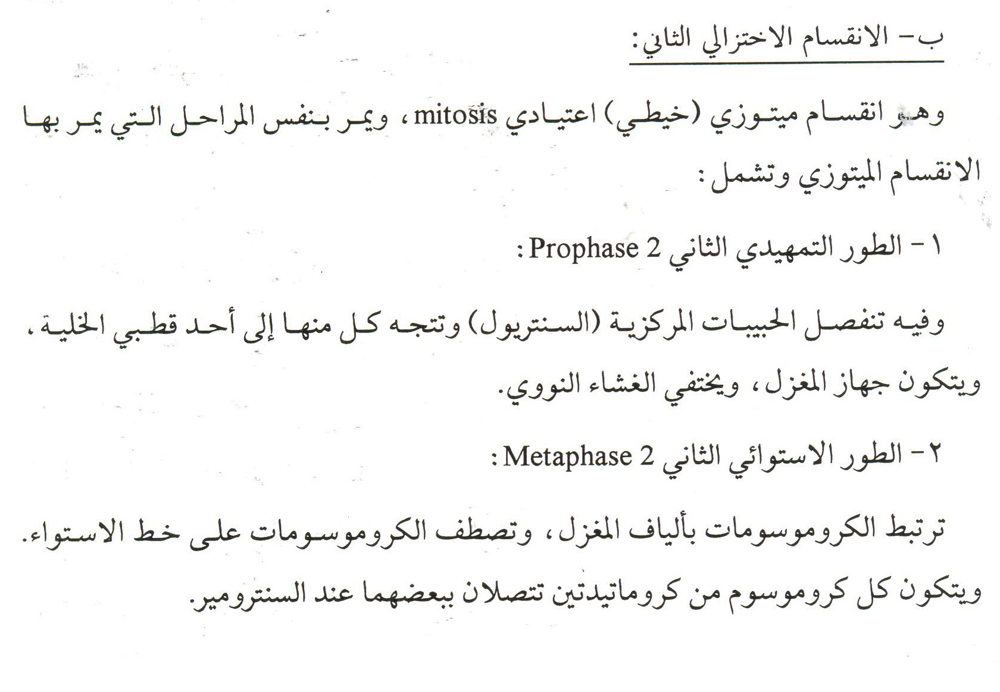 ب- الانقسام الاختزالي الثاني:
وهو انقسام ميتوزي (خيطي) اعتيادي mitosis، ويمر بنفس المراحل التي يمر بها
الانقسام الميتوزي وتشمل:
١- الطور التمهيدي الثاني Prophase 2:
وفيه تنفصل الحبيبات المركزية (السنتريول) وتتجه كل منها إلى أحد قطبي الخلية.
ويتكون جهاز المغزل، ويختفي الغشاء النووي.
٢- الطور الاستوائي الثاني Metaphase 2:
ترتبط الكروموسومات بألياف المغزل، وتصطف الكروموسومات على خط الاستواء.
ويتكون كل كروموسوم من كروماتيدتين تتصلان ببعضهما عند السنترومير.